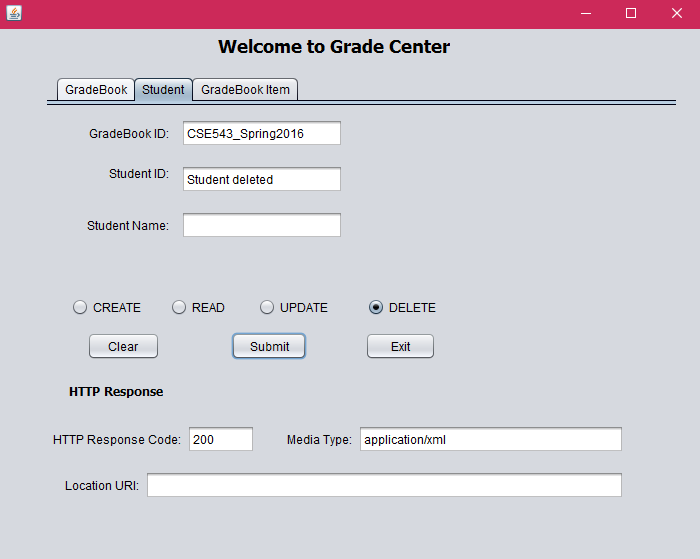 Welcome to Grade Center
GradeBook Student GradeBook Item
GradeBook ID: CSE543_Spring2016
Student ID: Student deleted
Student Name:
CREATE READ UPDATE DELETE
Clear Submit Exit
HTTP Response
HTTP Response Code: 200 Media Type: application/xml
Location URI: